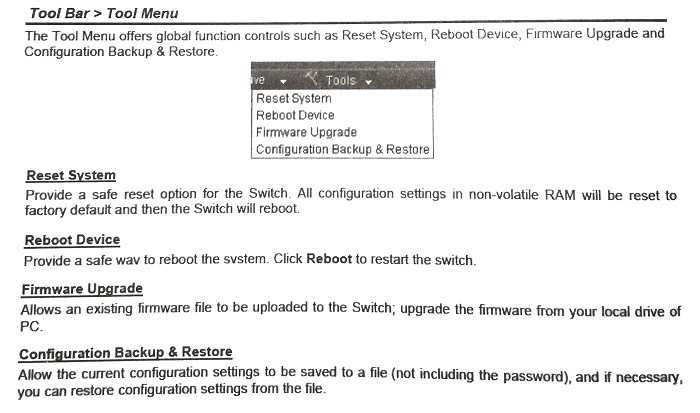 Tool Bar > Tool Menu
The Tool Menu offers global function controls such as Reset System, Reboot Device, Firmware Upgrade and
Configuration Backup & Restore.
ve Tools
Reset System
Reboot Device
Firmware Upgrade
Configuration Backup & Restore
Reset System
Provide a safe reset option for the Switch. All configuration settings in non-volatile RAM will be reset to
factory default and then the Switch will reboot.
Reboot Device
Provide a safe way to reboot the system. Click Reboot to restart the switch.
Firmware Upgrade
Allows an existing firmware file to be uploaded to the Switch; upgrade the firmware from your local drive of
PC.
Configuration Backup & Restore
Allow the current configuration settings to be saved to a file (not including the password), and if necessary,
you can restore configuration settings from the file.